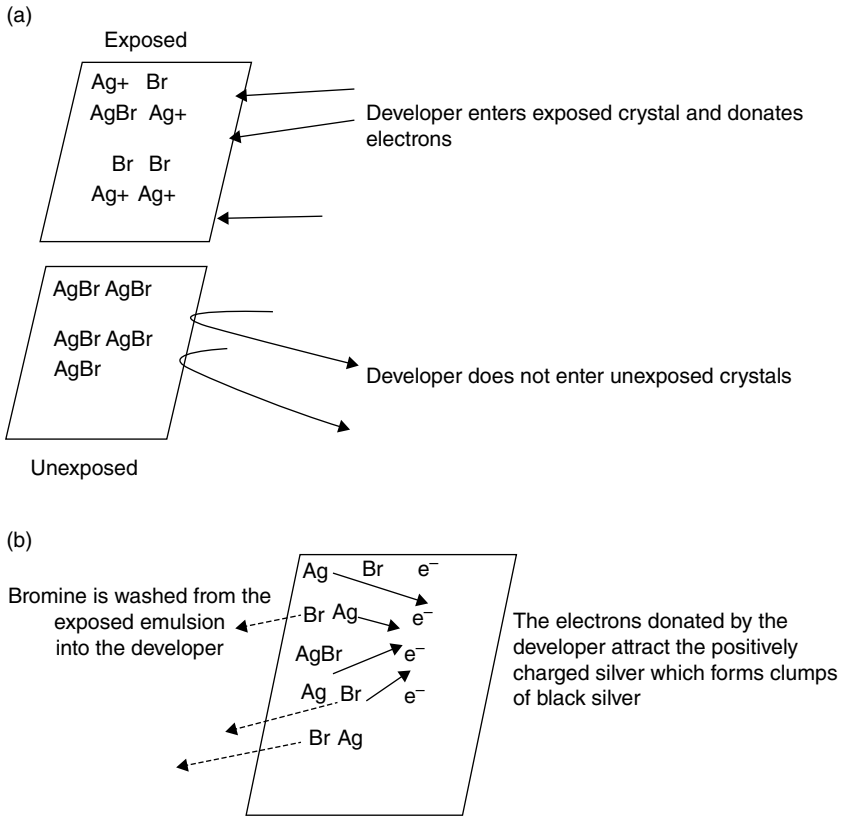 (a)
Exposed
Ag+ Br
AgBr Ag+
Br Br
Ag+ Ag+
Developer enters exposed crystal and donates
electrons
AgBr AgBr
AgBr AgBr
AgBr
Developer does not enter unexposed crystals
Unexposed
(b)
Bromine is washed from the
exposed emulsion
into the developer
Ag Br e⁻
Br Ag e⁻
AgBr e⁻
Ag Br e⁻
Br Ag
The electrons donated by the
developer attract the positively
charged silver which forms clumps
of black silver